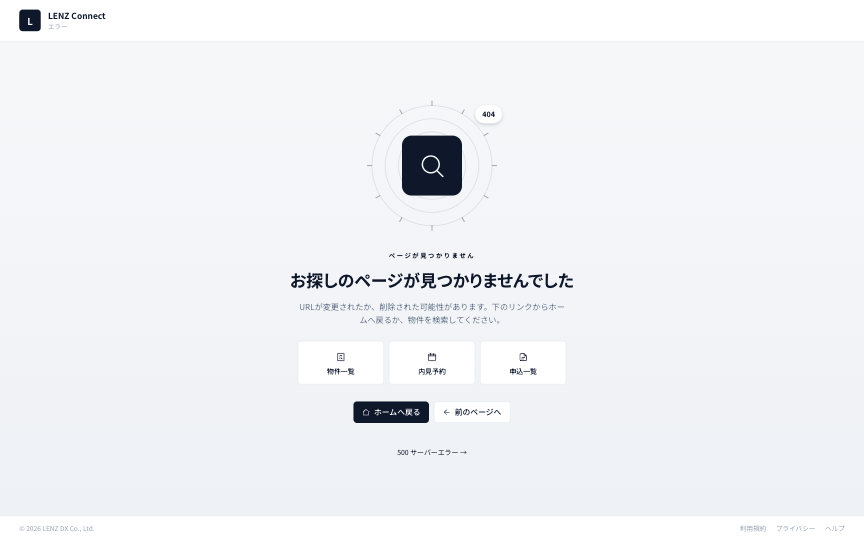 L
LENZ Connect
エラー
404
ページが見つかりません
お探しのページが見つかりませんでした
URLが変更されたか、削除された可能性があります。下のリンクからホー
ムへ戻るか、物件を検索してください。
物件一覧
内見予約
申込一覧
ホームへ戻る
前のページへ
500 サーバーエラー →
© 2026 LENZ DX Co., Ltd.
利用規約 プライバシー ヘルプ